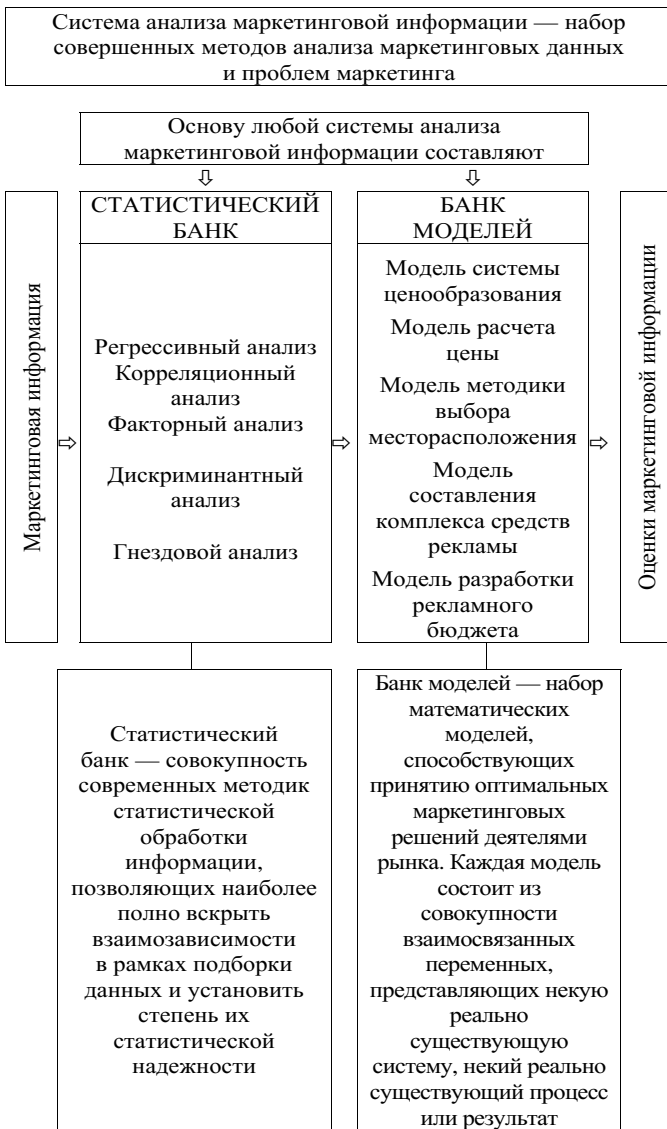 Система анализа маркетинговой информации — набор
совершенных методов анализа маркетинговых данных
и проблем маркетинга
Основу любой системы анализа
маркетинговой информации составляют
⇩ ⇩
Маркетинговая информация
⇨
СТАТИСТИЧЕСКИЙ
БАНК
Регрессивный анализ
Корреляционный
анализ
Факторный анализ
Дискриминантный
анализ
Гнездовой анализ
⇨
БАНК
МОДЕЛЕЙ
Модель системы
ценообразования
Модель расчета
цены
Модель методики
выбора
месторасположения
Модель
составления
комплекса средств
рекламы
Модель разработки
рекламного
бюджета
⇨
Оценки маркетинговой информации
Статистический
банк — совокупность
современных методик
статистической
обработки
информации,
позволяющих наиболее
полно вскрыть
взаимозависимости
в рамках подборки
данных и установить
степень их
статистической
надежности
Банк моделей — набор
математических
моделей,
способствующих
принятию оптимальных
маркетинговых
решений деятелями
рынка. Каждая модель
состоит из
совокупности
взаимосвязанных
переменных,
представляющих некую
реально
существующую
систему, некий реально
существующий процесс
или результат